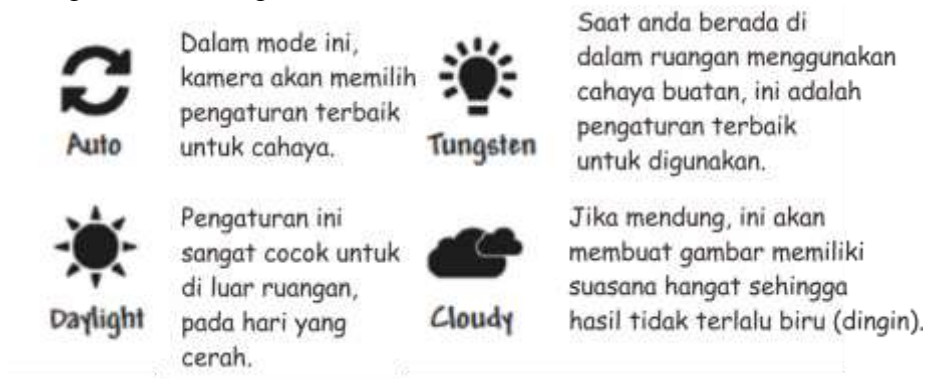 Auto
Dalam mode ini,
kamera akan memilih
pengaturan terbaik
untuk cahaya.
Tungsten
Saat anda berada di
dalam ruangan menggunakan
cahaya buatan, ini adalah
pengaturan terbaik
untuk digunakan.
Daylight
Pengaturan ini
sangat cocok untuk
di luar ruangan,
pada hari yang
cerah.
Cloudy
Jika mendung, ini akan
membuat gambar memiliki
suasana hangat sehingga
hasil tidak terlalu biru (dingin).